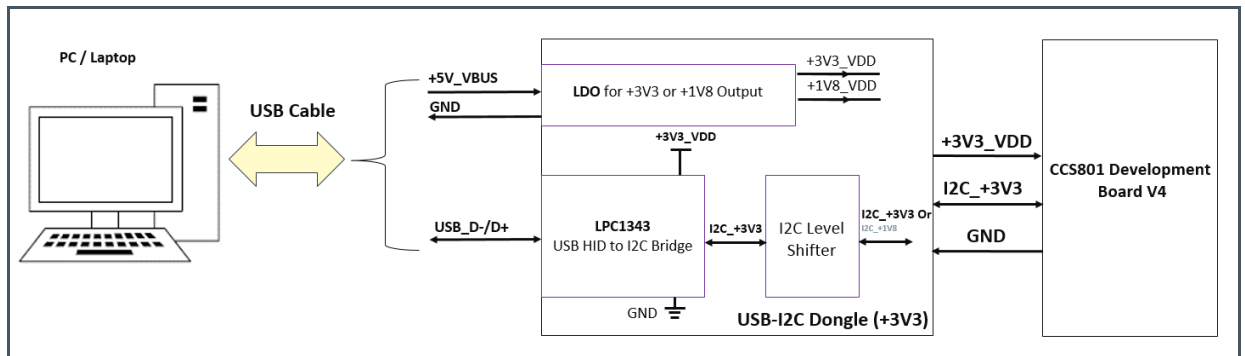 PC / Laptop
USB Cable
+5V_VBUS
GND
USB_D-/D+
LDO for +3V3 or +1V8 Output
+3V3_VDD
+1V8_VDD
+3V3_VDD
LPC1343
USB HID to I2C Bridge
GND
I2C_+3V3
I2C Level
Shifter
I2C_+3V3 Or
I2C_+1V8
USB-I2C Dongle (+3V3)
+3V3_VDD
I2C_+3V3
GND
CCS801 Development
Board V4